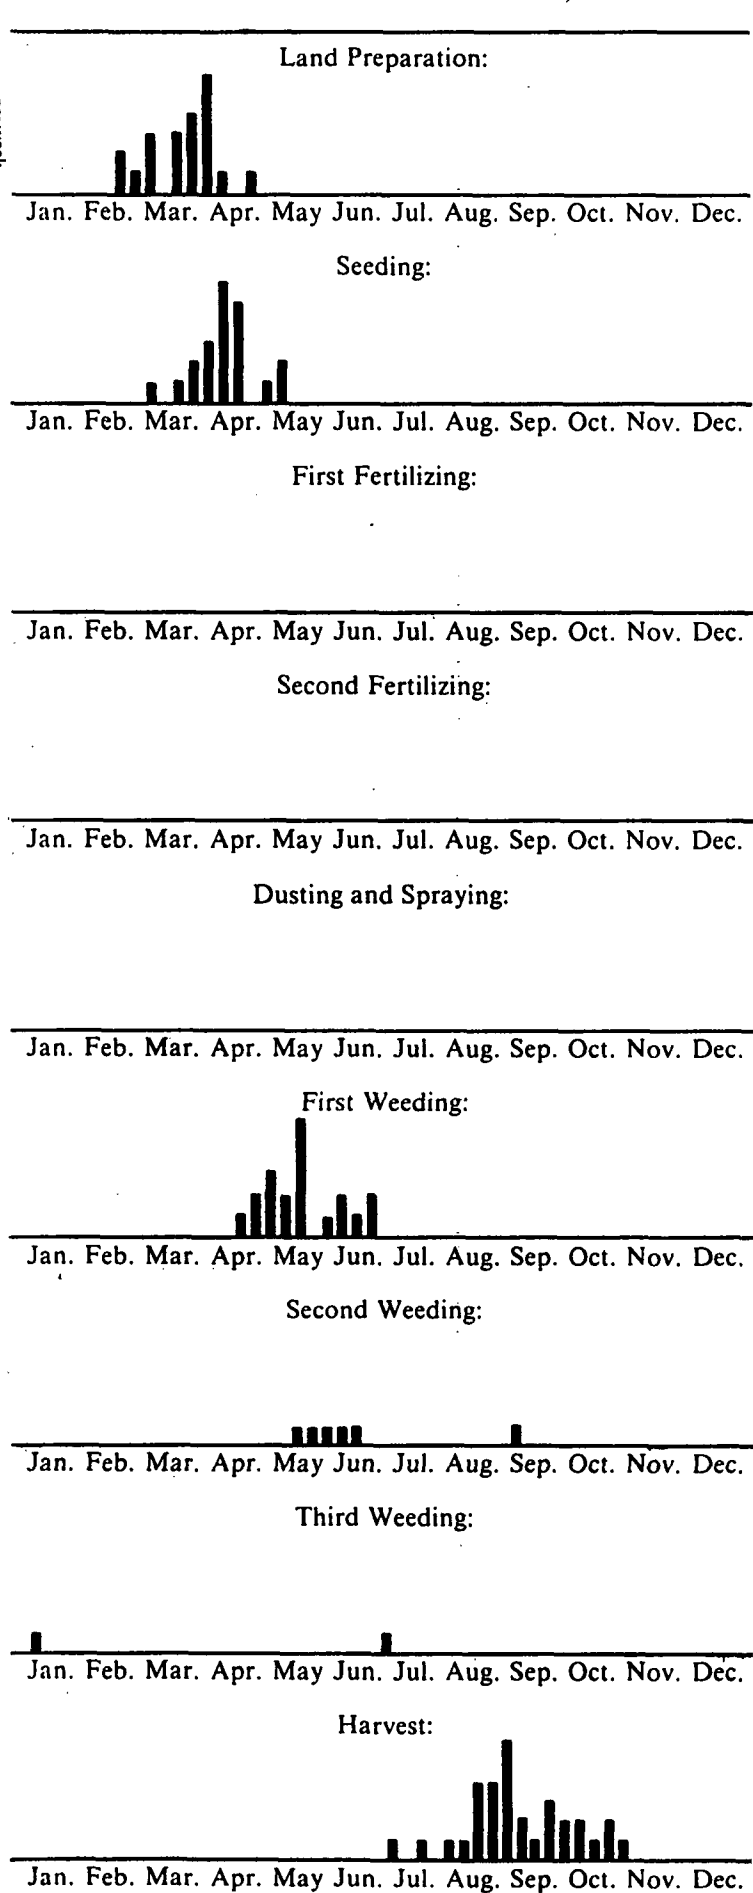 Land Preparation:
Jan. Feb. Mar. Apr. May Jun. Jul. Aug. Sep. Oct. Nov. Dec.
Seeding:
Jan. Feb. Mar. Apr. May Jun. Jul. Aug. Sep. Oct. Nov. Dec.
First Fertilizing:
Jan. Feb. Mar. Apr. May Jun. Jul. Aug. Sep. Oct. Nov. Dec.
Second Fertilizing:
Jan. Feb. Mar. Apr. May Jun. Jul. Aug. Sep. Oct. Nov. Dec.
Dusting and Spraying:
Jan. Feb. Mar. Apr. May Jun. Jul. Aug. Sep. Oct. Nov. Dec.
First Weeding:
Jan. Feb. Mar. Apr. May Jun. Jul. Aug. Sep. Oct. Nov. Dec.
Second Weeding:
Jan. Feb. Mar. Apr. May Jun. Jul. Aug. Sep. Oct. Nov. Dec.
Third Weeding:
Jan. Feb. Mar. Apr. May Jun. Jul. Aug. Sep. Oct. Nov. Dec.
Harvest:
Jan. Feb. Mar. Apr. May Jun. Jul. Aug. Sep. Oct. Nov. Dec.